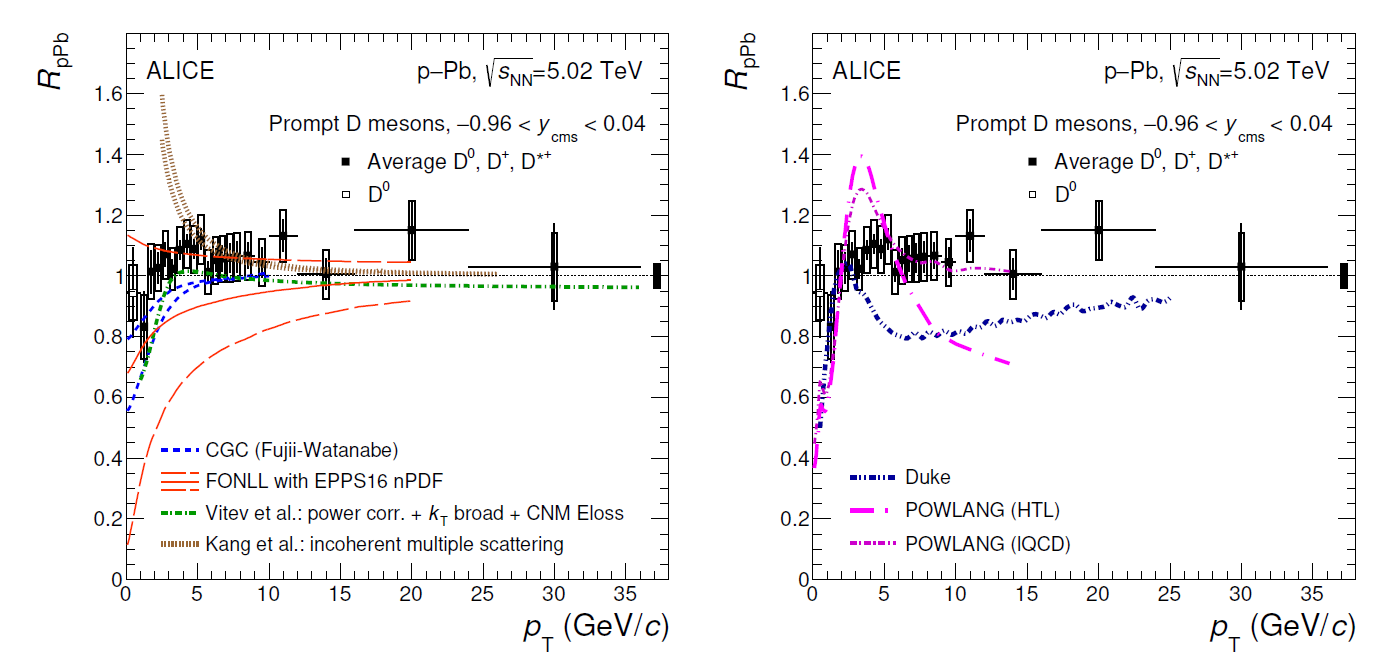 R_pPb
ALICE
p–Pb, √s_NN=5.02 TeV
1.6
Prompt D mesons, –0.96 < y_cms < 0.04
1.4
Average D⁰, D⁺, D*⁺
D⁰
1.2
1
0.8
0.6
CGC (Fujii-Watanabe)
0.4
FONLL with EPPS16 nPDF
0.2
Vitev et al.: power corr. + k_T broad + CNM Eloss
Kang et al.: incoherent multiple scattering
0
0 5 10 15 20 25 30 35
p_T (GeV/c)
R_pPb
ALICE
p–Pb, √s_NN=5.02 TeV
1.6
Prompt D mesons, –0.96 < y_cms < 0.04
1.4
Average D⁰, D⁺, D*⁺
D⁰
1.2
1
0.8
0.6
0.4
Duke
0.2
POWLANG (HTL)
POWLANG (lQCD)
0
0 5 10 15 20 25 30 35
p_T (GeV/c)